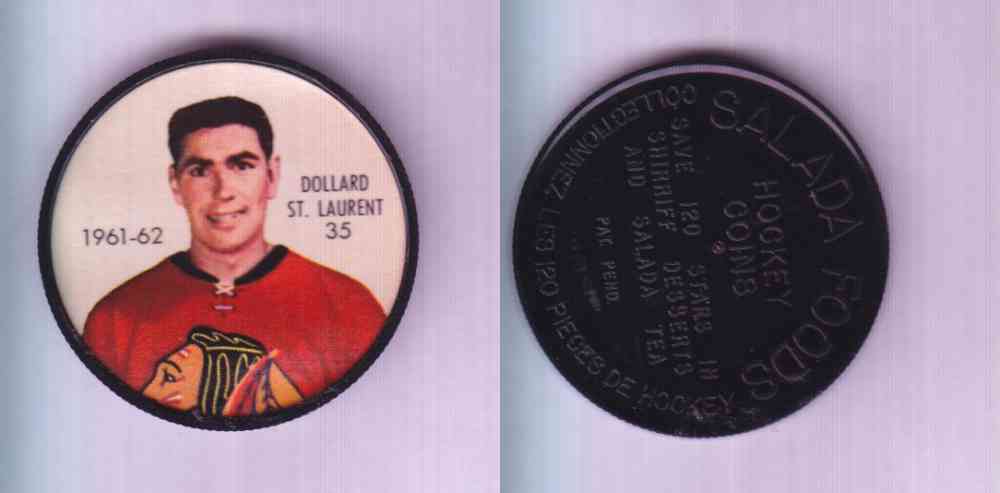 1961-62
DOLLARD
ST. LAURENT
35
SALADA FOODS
HOCKEY
COINS
SAVE 120 STARS IN
SHIRRIFF DESSERTS
AND SALADA TEA
PAT. PEND
COLLECTIONNEZ LES 120 PIECES DE HOCKEY